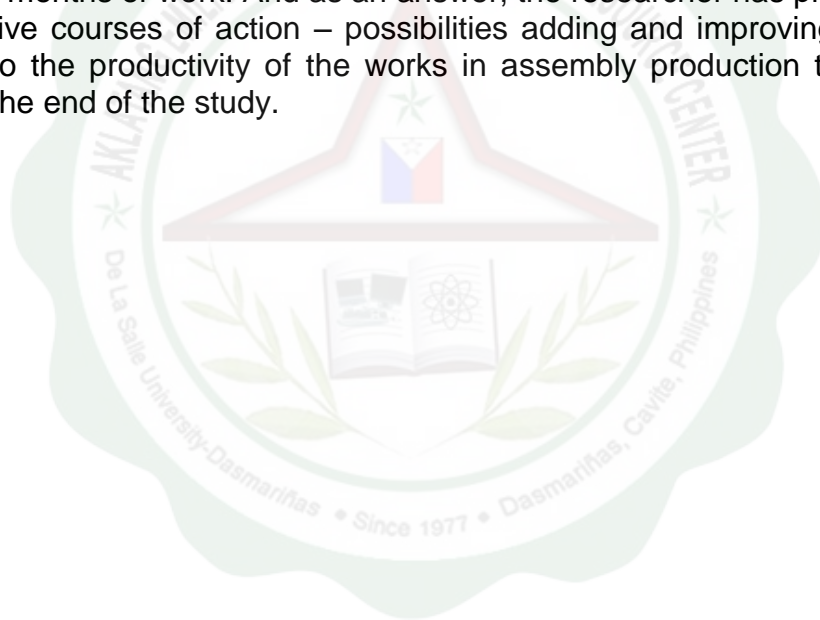 months of work. And as an answer, the researcher has
ive courses of action – possibilities adding and improving
o the productivity of the works in assembly production
he end of the study.
AKLA
CENTER
De La Salle University-Dasmariñas • Since 1977 • Dasmariñas, Cavite, Philippines